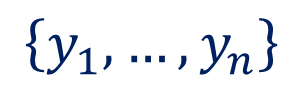 {y₁, …, yₙ}